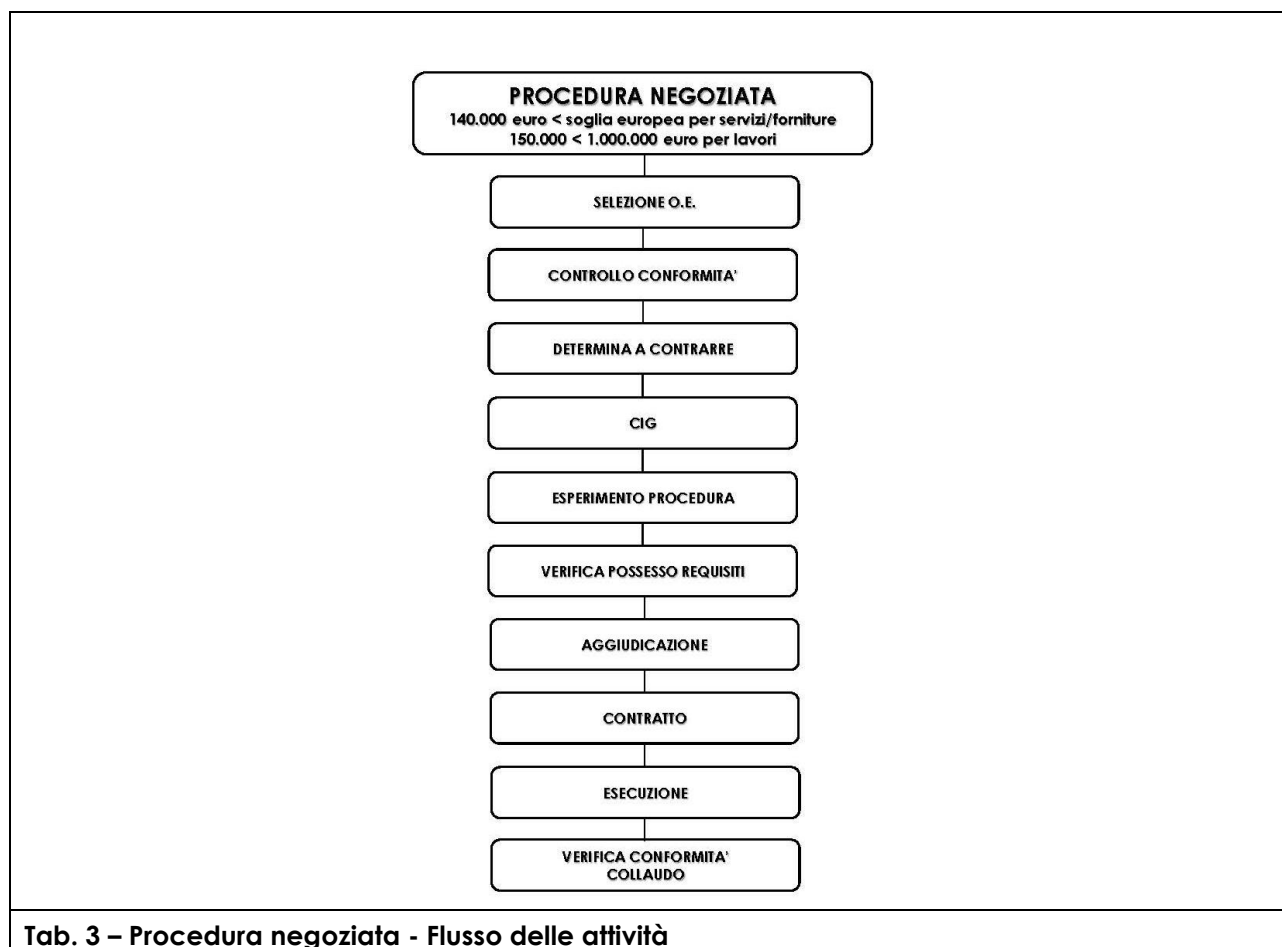 PROCEDURA NEGOZIATA
140.000 euro < soglia europea per servizi/forniture
150.000 < 1.000.000 euro per lavori
SELEZIONE O.E.
CONTROLLO CONFORMITA'
DETERMINA A CONTRARRE
CIG
ESPERIMENTO PROCEDURA
VERIFICA POSSESSO REQUISITI
AGGIUDICAZIONE
CONTRATTO
ESECUZIONE
VERIFICA CONFORMITA'
COLLAUDO
Tab. 3 – Procedura negoziata - Flusso delle attività